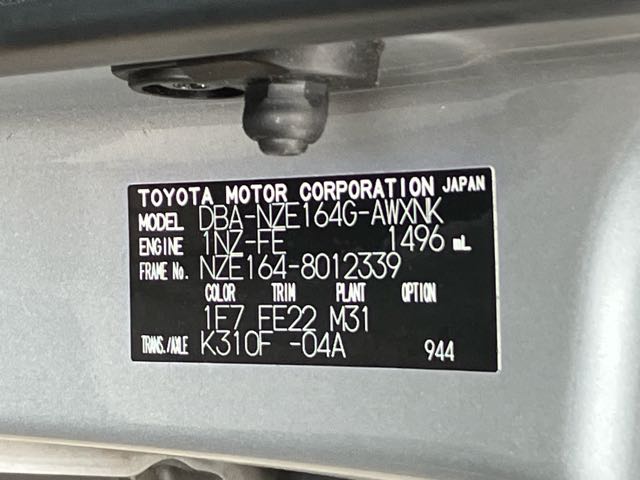 TOYOTA MOTOR CORPORATION JAPAN
MODEL DBA-NZE164G-AWXNK
ENGINE 1NZ-FE 1496 mL
FRAME No. NZE164-8012339
COLOR TRIM PLANT OPTION
1E7 FE22 M31
TRANS./AXLE K310F -04A 944